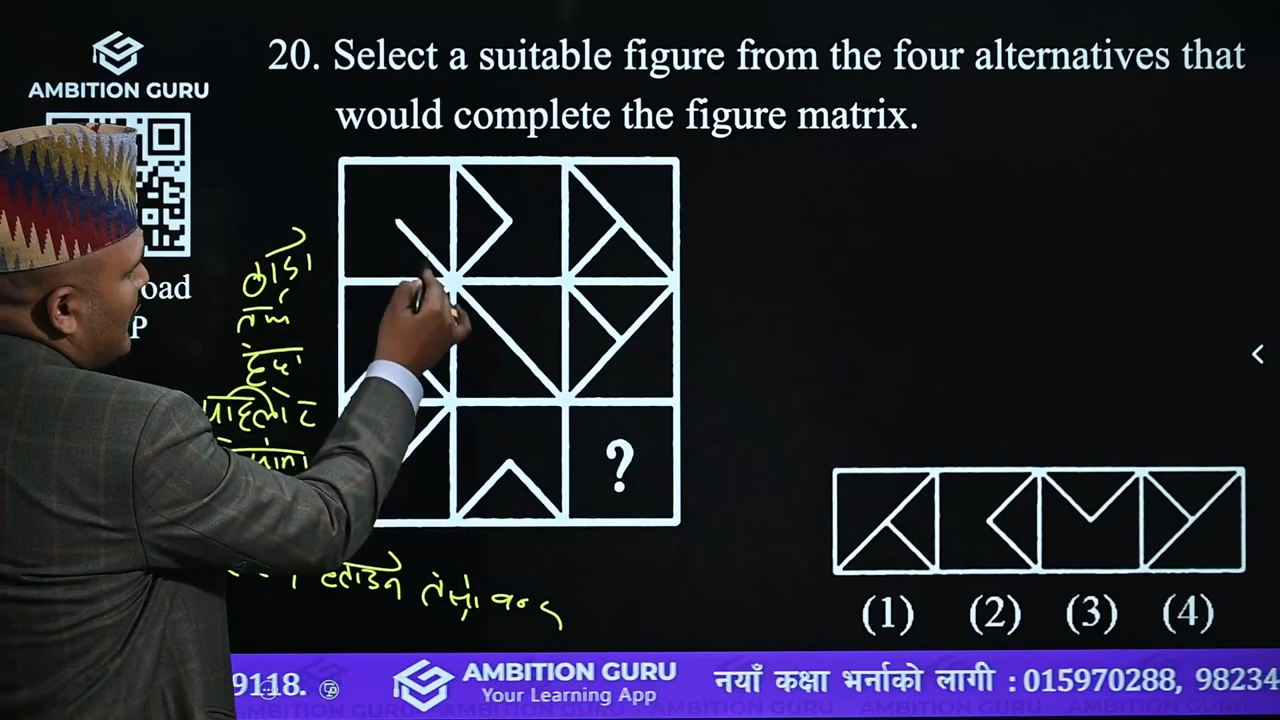 AMBITION GURU
20. Select a suitable figure from the four alternatives that
would complete the figure matrix.
oad
P
?
(1) (2) (3) (4)
9118.
AMBITION GURU
Your Learning App
नयाँ कक्षा भर्नाको लागी : 015970288, 98234